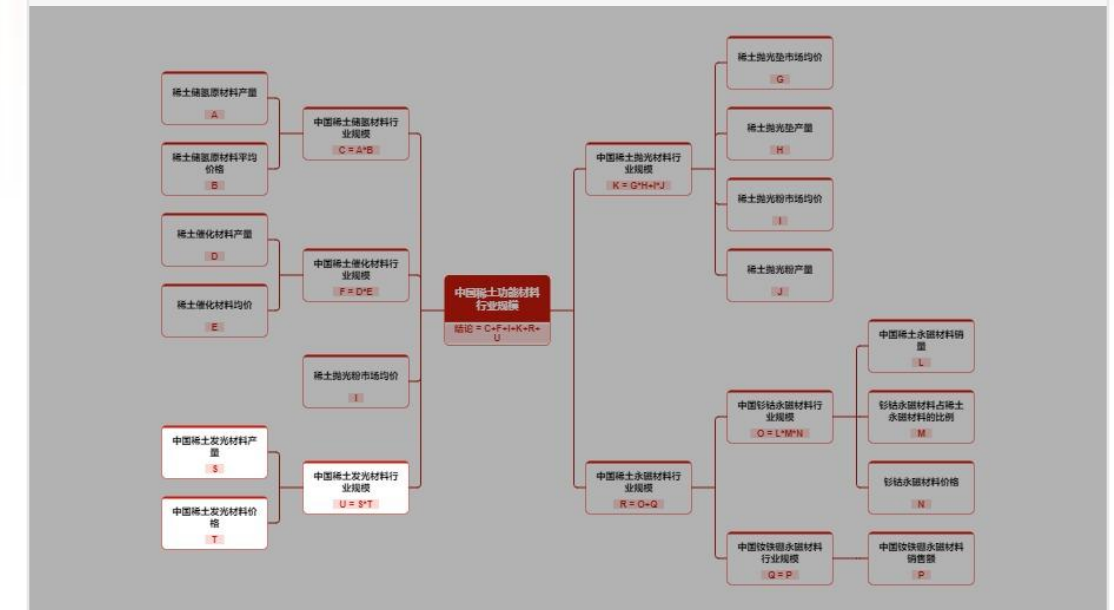 稀土储氢原材料产量
A
稀土储氢原材料平均
价格
B
中国稀土储氢材料行
业规模
C = A*B
稀土催化材料产量
D
稀土催化材料均价
E
中国稀土催化材料行
业规模
F = D*E
稀土抛光粉市场均价
I
中国稀土发光材料产
量
S
中国稀土发光材料价
格
T
中国稀土发光材料行
业规模
U = S*T
中国稀土功能材料
行业规模
结论 = C+F+I+K+R+
U
中国稀土抛光材料行
业规模
K = G*H+I*J
稀土抛光垫市场均价
G
稀土抛光垫产量
H
稀土抛光粉市场均价
I
稀土抛光粉产量
J
中国稀土永磁材料行
业规模
R = O+Q
中国钐钴永磁材料行
业规模
O = L*M*N
中国稀土永磁材料销
量
L
钐钴永磁材料占稀土
永磁材料的比例
M
钐钴永磁材料价格
N
中国钕铁硼永磁材料
行业规模
Q = P
中国钕铁硼永磁材料
销售额
P